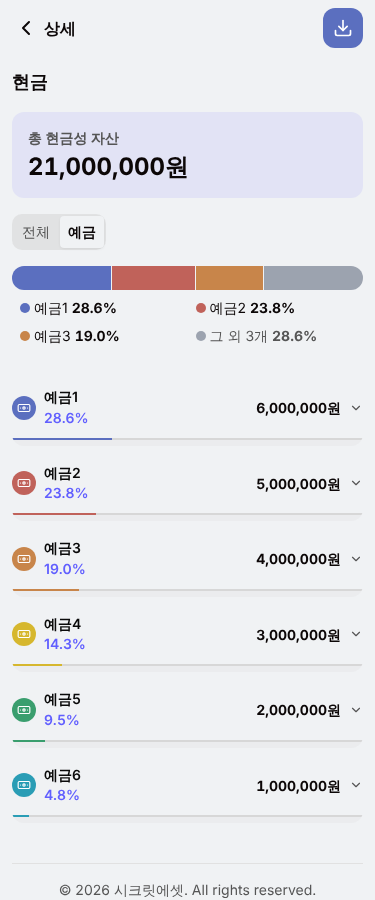 상세
현금
총 현금성 자산
21,000,000원
전체 예금
예금1 28.6% 예금2 23.8%
예금3 19.0% 그 외 3개 28.6%
예금1
28.6%
6,000,000원
예금2
23.8%
5,000,000원
예금3
19.0%
4,000,000원
예금4
14.3%
3,000,000원
예금5
9.5%
2,000,000원
예금6
4.8%
1,000,000원
© 2026 시크릿에셋. All rights reserved.